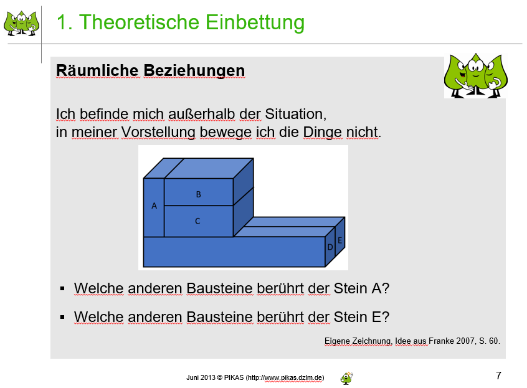 1. Theoretische Einbettung
Räumliche Beziehungen
Ich befinde mich außerhalb der Situation,
in meiner Vorstellung bewege ich die Dinge nicht.
A
B
C
D
E
▪ Welche anderen Bausteine berührt der Stein A?
▪ Welche anderen Bausteine berührt der Stein E?
Eigene Zeichnung, Idee aus Franke 2007, S. 60.
Juni 2013 © PIKAS (http://www.pikas.dzlm.de)
7